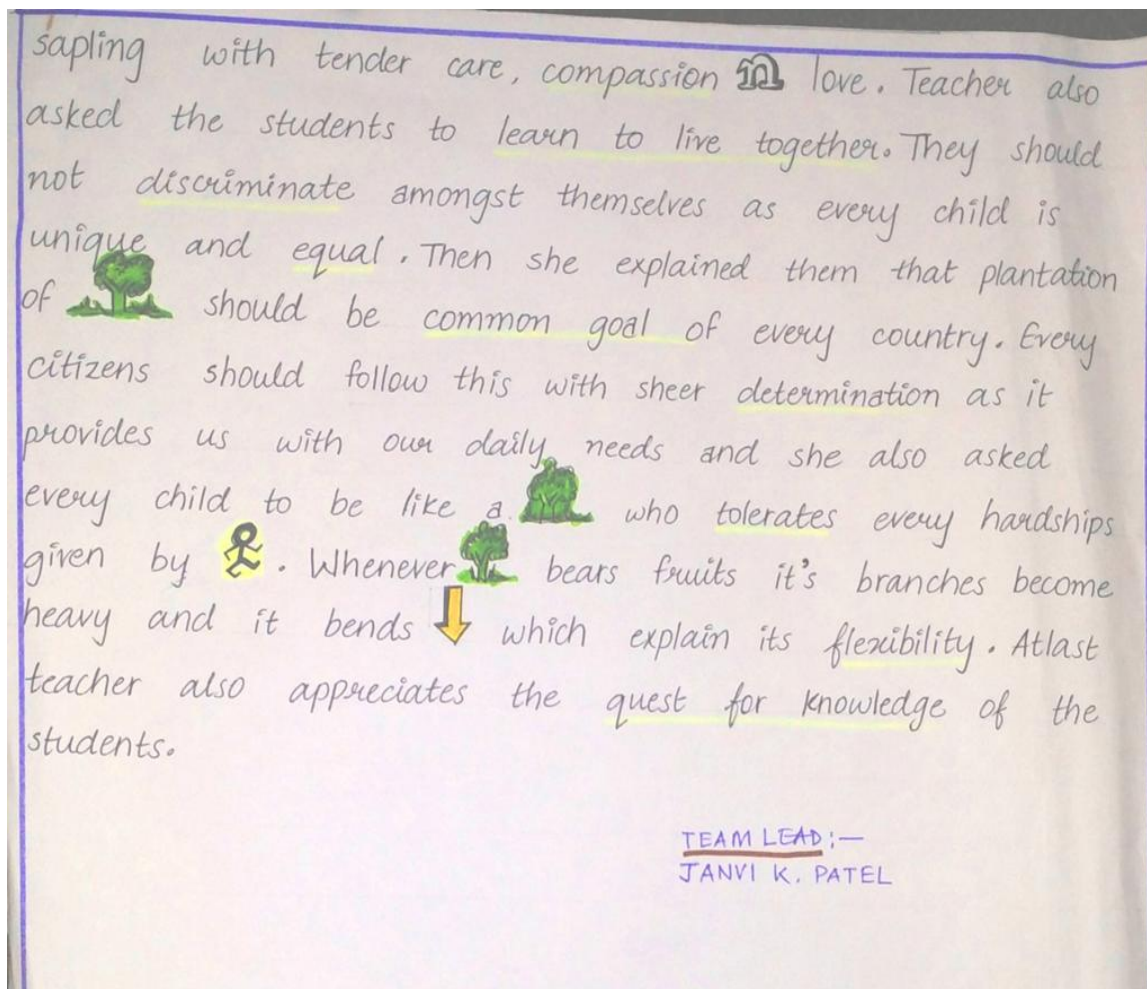 sapling with tender care, compassion n love. Teacher also
asked the students to learn to live together. They should
not discriminate amongst themselves as every child is
unique and equal. Then she explained them that plantation
of should be common goal of every country. Every
citizens should follow this with sheer determination as it
provides us with our daily needs and she also asked
every child to be like a who tolerates every hardships
given by . Whenever bears fruits it's branches become
heavy and it bends which explain its flexibility. Atlast
teacher also appreciates the quest for knowledge of the
students.
TEAM LEAD:—
JANVI K. PATEL